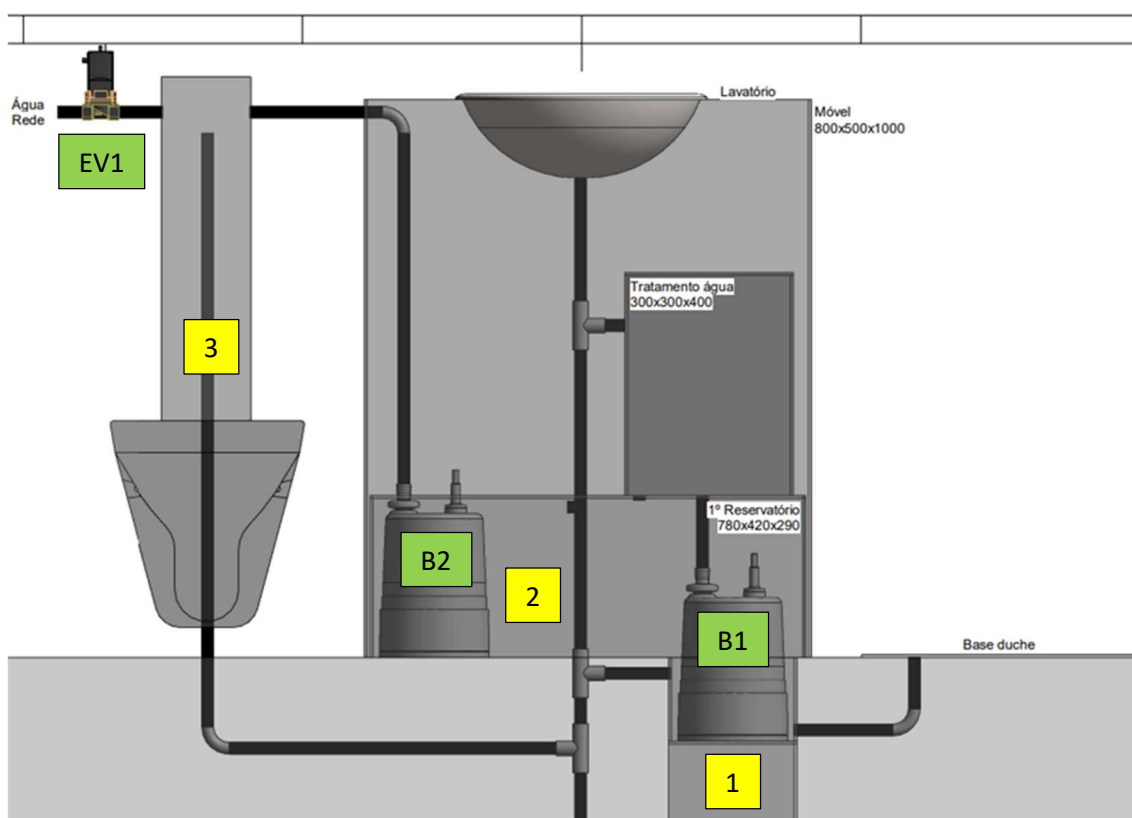 Lavatório
Água
Rede
Móvel
800x500x1000
EV1
Tratamento água
300x300x400
3
1º Reservatório
780x420x290
B2
2
B1
Base duche
1